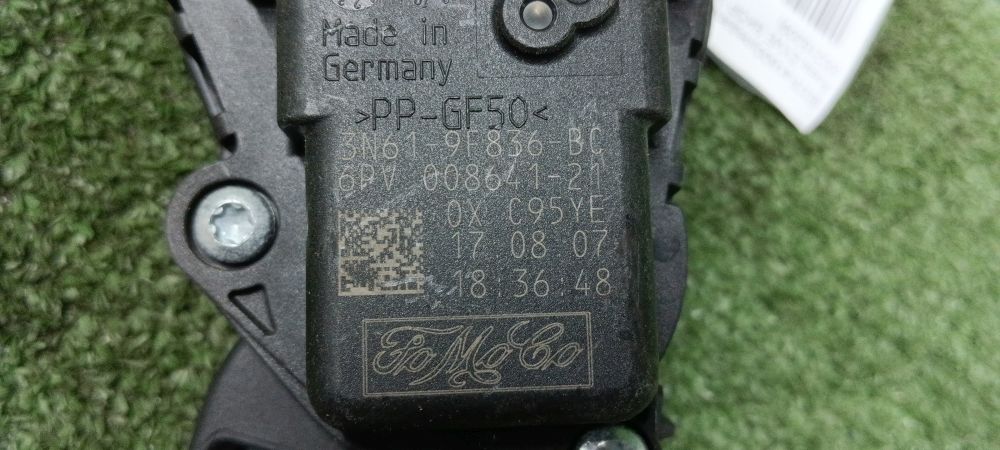 Made in
Germany
>PP-GF50<
3N61-9F836-BC
6PV 008641-21
0X C95YE
17 08 07
18:36:48
FoMoCo